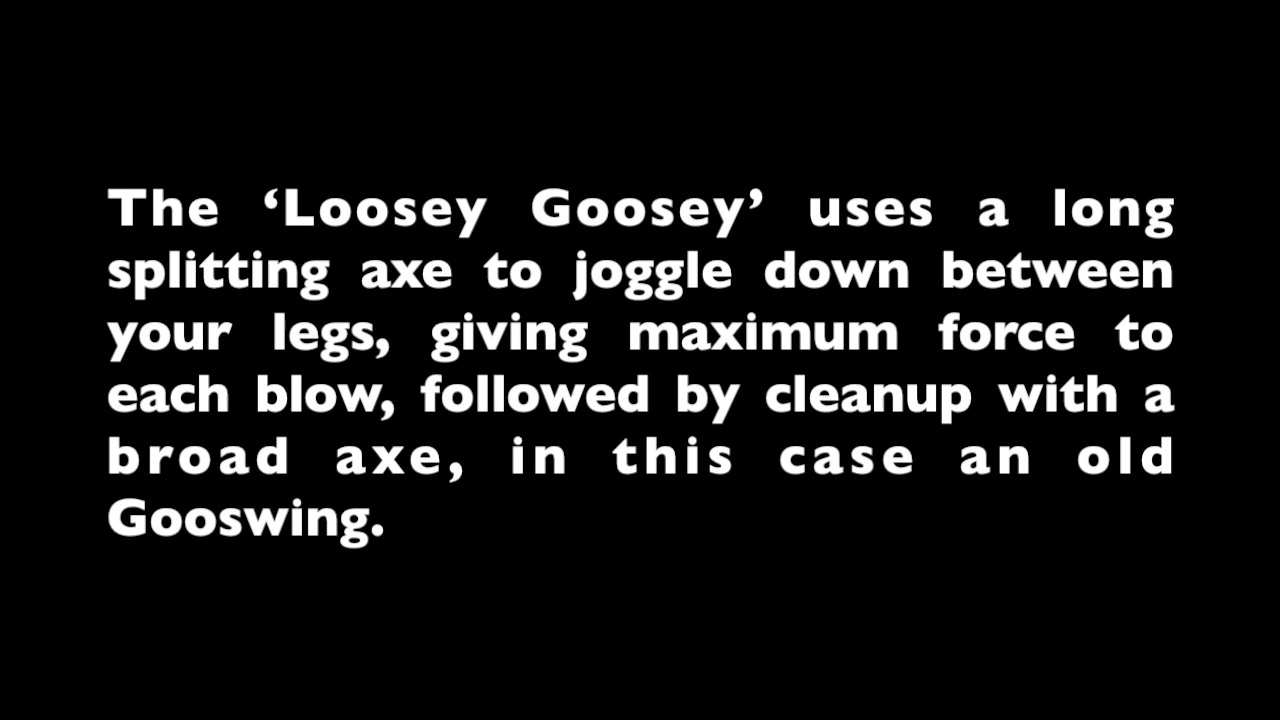 The ‘Loosey Goosey’ uses a long
splitting axe to joggle down between
your legs, giving maximum force to
each blow, followed by cleanup with a
broad axe, in this case an old
Gooswing.